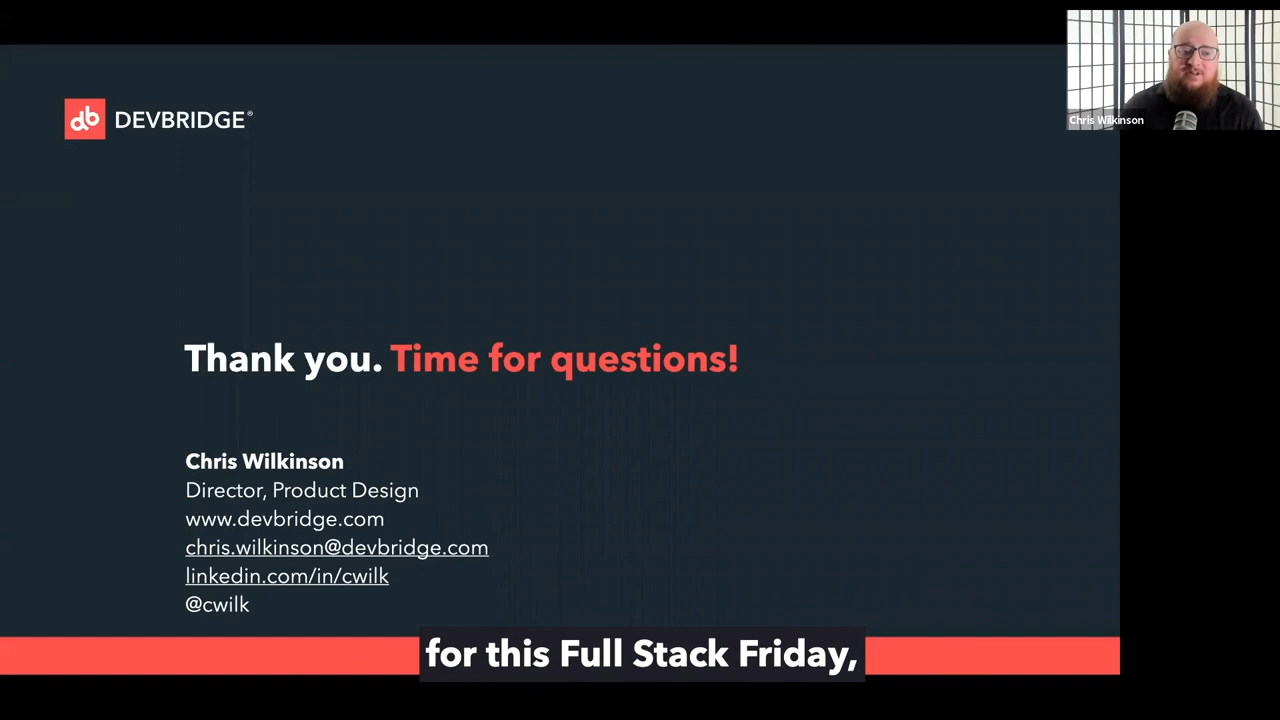 db DEVBRIDGE®
Chris Wilkinson
Thank you. Time for questions!
Chris Wilkinson
Director, Product Design
www.devbridge.com
chris.wilkinson@devbridge.com
linkedin.com/in/cwilk
@cwilk
for this Full Stack Friday,